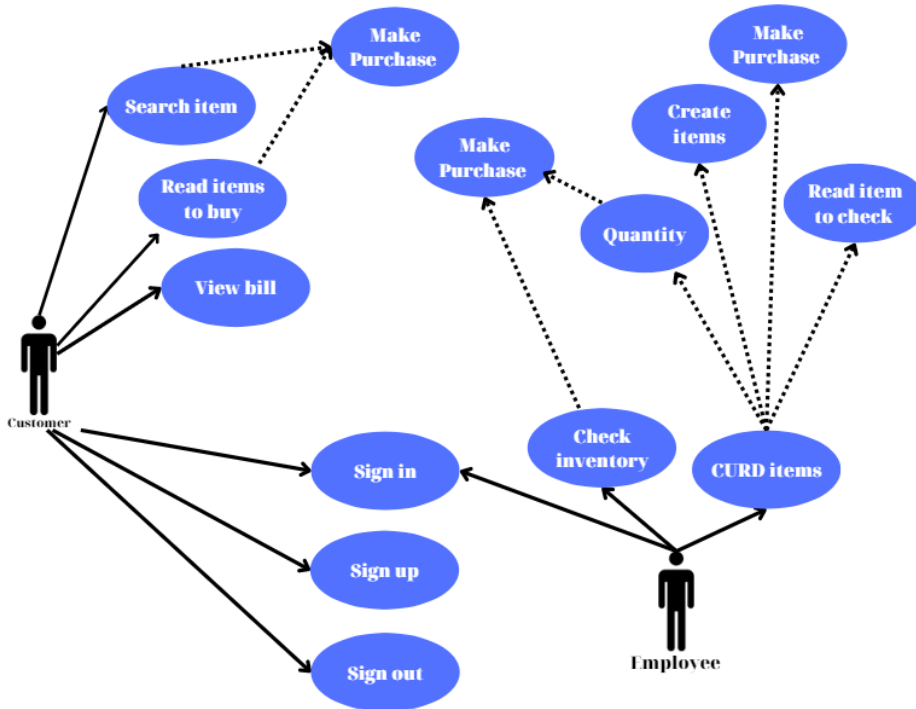 Make
Purchase
Make
Purchase
Search item
Create
items
Make
Purchase
Read items
to buy
Read item
to check
Quantity
View bill
Customer
Check
inventory
Sign in
CURD items
Sign up
Employee
Sign out